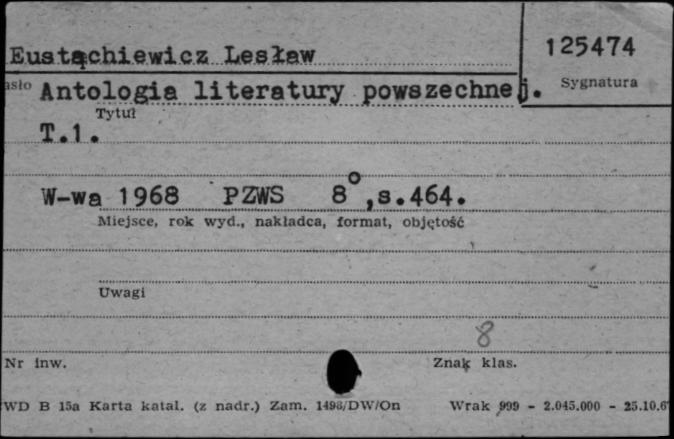 Eustachiewicz Lesław
125474
Sygnatura
asło Antologia literatury powszechnej.
Tytuł
T.1.
W-wa 1968 PZWS 8°,s.464.
Miejsce, rok wyd., nakładca, format, objętość
Uwagi
8
Nr inw. Znak klas.
WD B 15a Karta katal. (z nadr.) Zam. 1498/DW/On Wrak 999 - 2.045.000 - 25.10.6